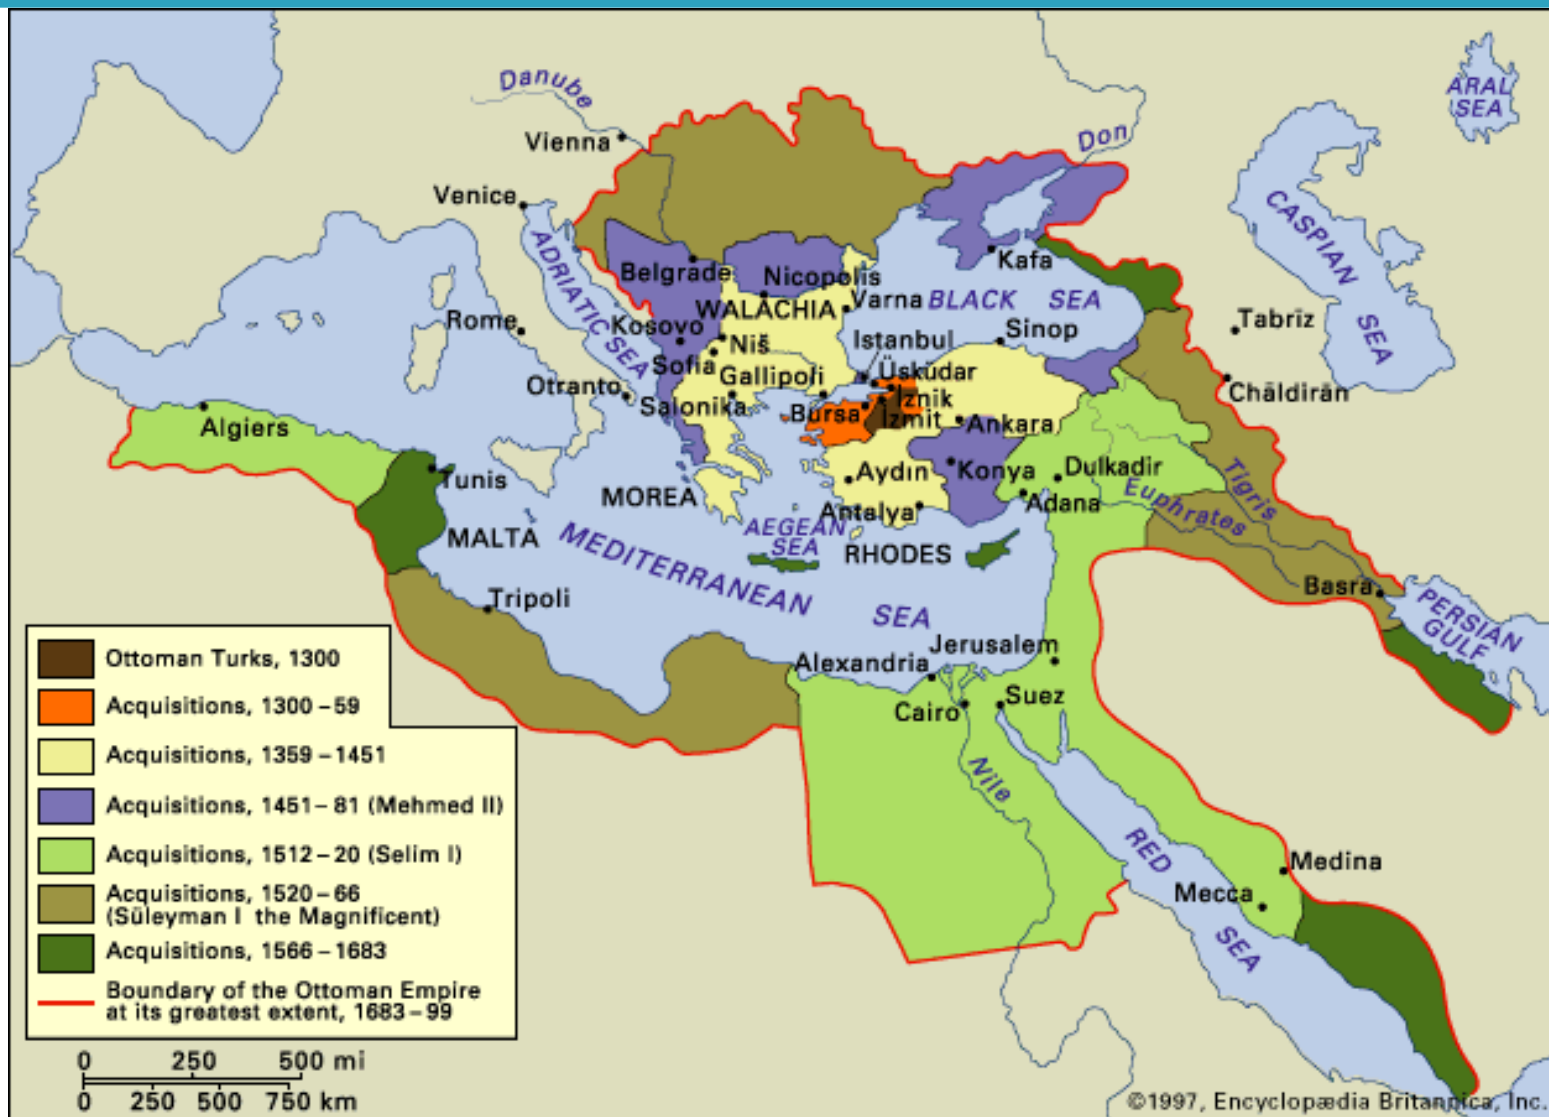 Danube
Vienna
Don
ARAL
SEA
Venice
ADRIATIC SEA
CASPIAN
SEA
Belgrade
Nicopolis
Kafa
WALACHIA
Varna
BLACK SEA
Rome
Kosovo
Niš
Istanbul
Sinop
Tabrīz
Sofia
Gallipoli
Üsküdar
Chāldirān
Otranto
Salonika
Bursa
İznik
İzmit
Ankara
Algiers
Tunis
MOREA
Aydın
Konya
Dulkadir
Tigris
Antalya
Adana
Euphrates
MALTA
AEGEAN
SEA
RHODES
MEDITERRANEAN
SEA
Tripoli
Basra
PERSIAN
GULF
Jerusalem
Alexandria
Cairo
Suez
Nile
RED
SEA
Medina
Mecca
Ottoman Turks, 1300
Acquisitions, 1300–59
Acquisitions, 1359–1451
Acquisitions, 1451–81 (Mehmed II)
Acquisitions, 1512–20 (Selim I)
Acquisitions, 1520–66
(Süleyman I the Magnificent)
Acquisitions, 1566–1683
Boundary of the Ottoman Empire
at its greatest extent, 1683–99
0 250 500 mi
0 250 500 750 km
©1997, Encyclopædia Britannica, Inc.